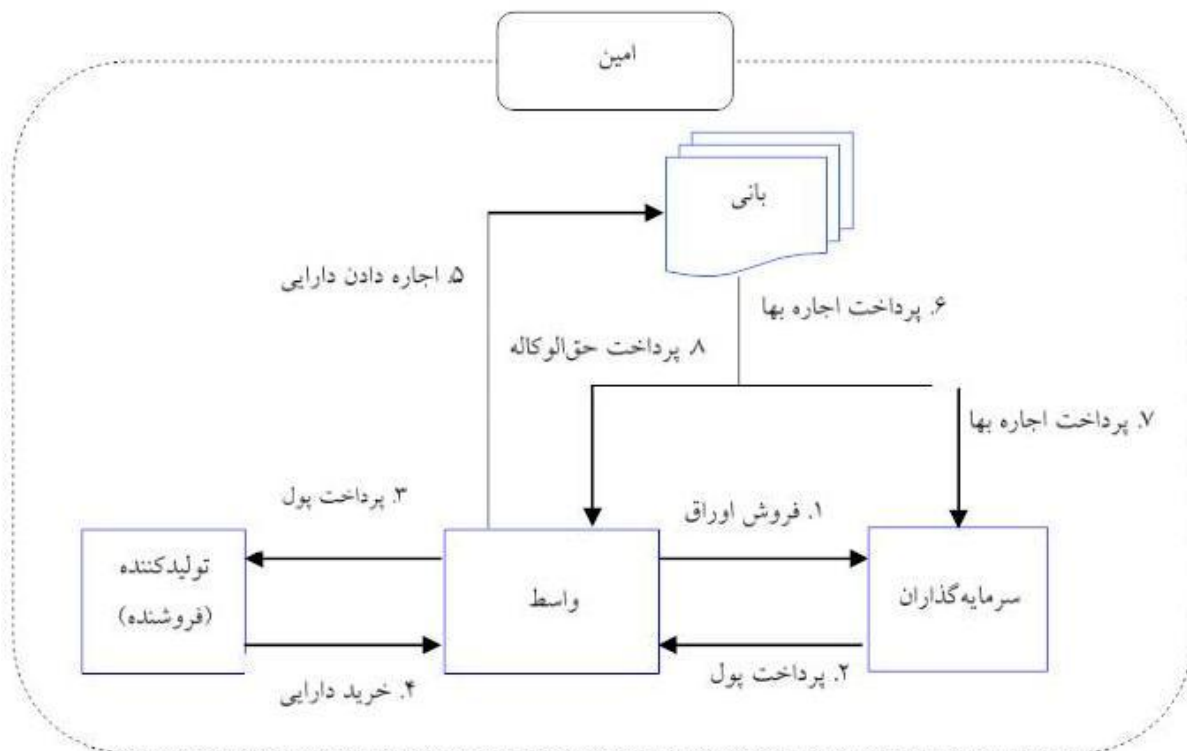 امین
بانی
۵. اجاره دادن دارایی
۶. پرداخت اجاره بها
۸. پرداخت حق‌الوکاله
۷. پرداخت اجاره بها
۳. پرداخت پول
۱. فروش اوراق
تولیدکننده
(فروشنده)
واسط
سرمایه‌گذاران
۴. خرید دارایی
۲. پرداخت پول